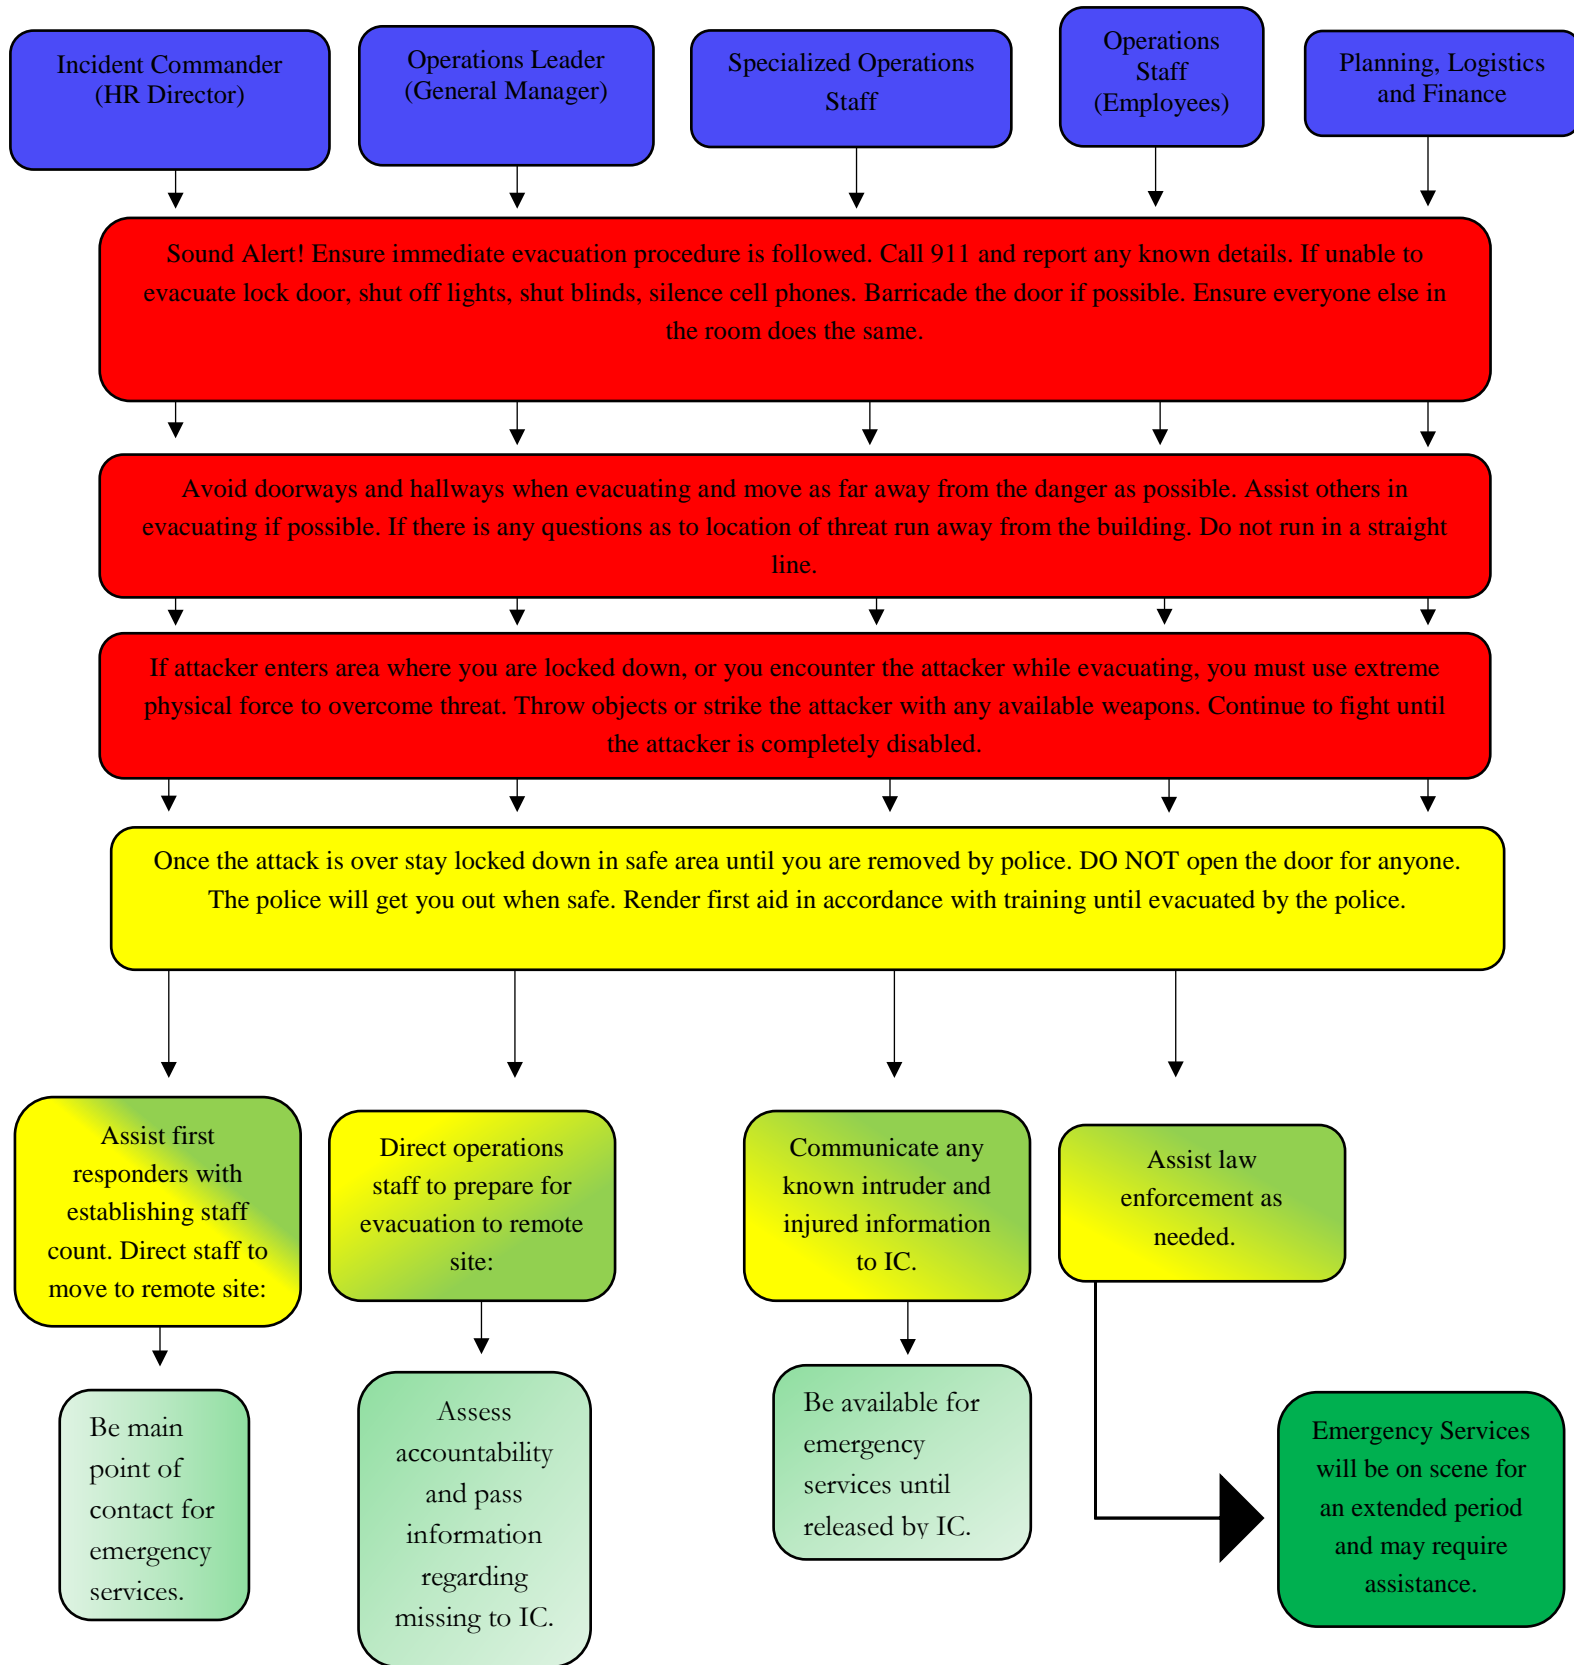 Incident Commander
(HR Director)
Operations Leader
(General Manager)
Specialized Operations
Staff
Operations
Staff
(Employees)
Planning, Logistics
and Finance
Sound Alert! Ensure immediate evacuation procedure is followed. Call 911 and report any known details. If unable to
evacuate lock door, shut off lights, shut blinds, silence cell phones. Barricade the door if possible. Ensure everyone else in
the room does the same.
Avoid doorways and hallways when evacuating and move as far away from the danger as possible. Assist others in
evacuating if possible. If there is any questions as to location of threat run away from the building. Do not run in a straight
line.
If attacker enters area where you are locked down, or you encounter the attacker while evacuating, you must use extreme
physical force to overcome threat. Throw objects or strike the attacker with any available weapons. Continue to fight until
the attacker is completely disabled.
Once the attack is over stay locked down in safe area until you are removed by police. DO NOT open the door for anyone.
The police will get you out when safe. Render first aid in accordance with training until evacuated by the police.
Assist first
responders with
establishing staff
count. Direct staff to
move to remote site:
Direct operations
staff to prepare for
evacuation to remote
site:
Communicate any
known intruder and
injured information
to IC.
Assist law
enforcement as
needed.
Be main
point of
contact for
emergency
services.
Assess
accountability
and pass
information
regarding
missing to IC.
Be available for
emergency
services until
released by IC.
Emergency Services
will be on scene for
an extended period
and may require
assistance.